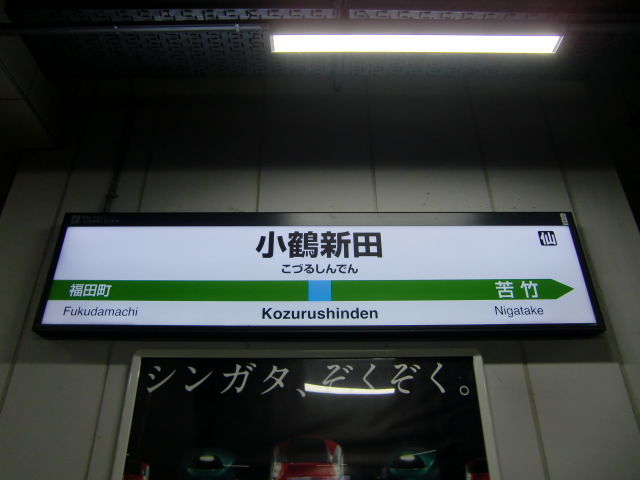 小鶴新田
仙
こづるしんでん
福田町
苦竹
Fukudamachi
Kozurushinden
Nigatake
シンガタ、ぞくぞく。